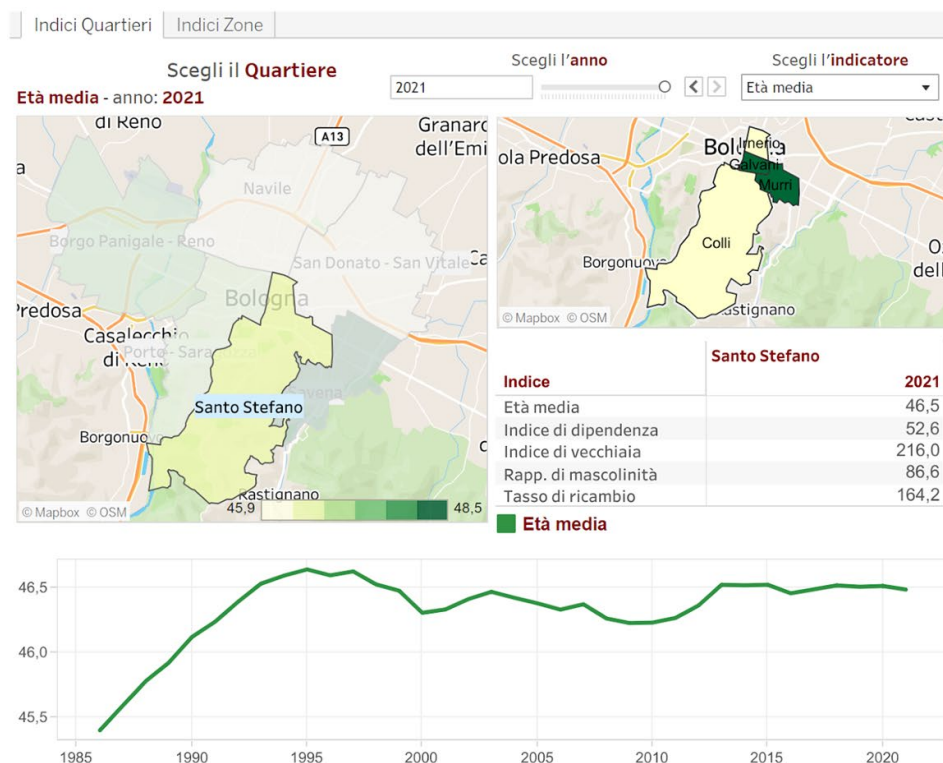 Indici Quartieri
Indici Zone
Scegli il Quartiere
Scegli l'anno
Scegli l'indicatore
2021
Età media
Età media - anno: 2021
di Reno
A13
Granaro
dell'Emi
Navile
Borgo Panigale - Reno
San Donato - San Vitale
Bologna
Predosa
Casalecchio
di Reno
Porto - Saragozza
Savena
Santo Stefano
Borgonuovo
Rastignano
© Mapbox © OSM
45,9
48,5
ola Predosa
Irnerio
Galvani
Murri
Colli
Borgonuovo
dell
© Mapbox © OSM
Santo Stefano
Indice 2021
Età media 46,5
Indice di dipendenza 52,6
Indice di vecchiaia 216,0
Rapp. di mascolinità 86,6
Tasso di ricambio 164,2
Età media
46,5
46,0
45,5
1985 1990 1995 2000 2005 2010 2015 2020